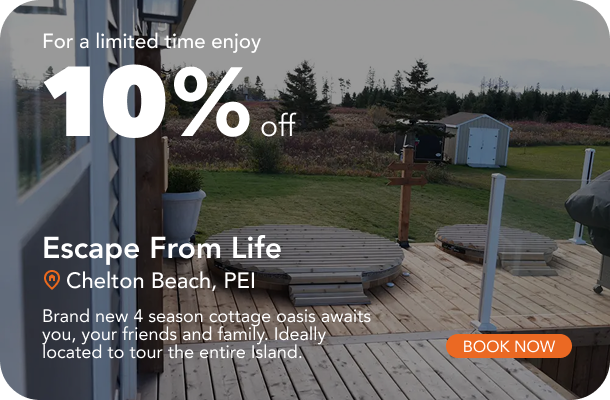 For a limited time enjoy
10% off
Escape From Life
Chelton Beach, PEI
Brand new 4 season cottage oasis awaits
you, your friends and family. Ideally
located to tour the entire Island.
BOOK NOW